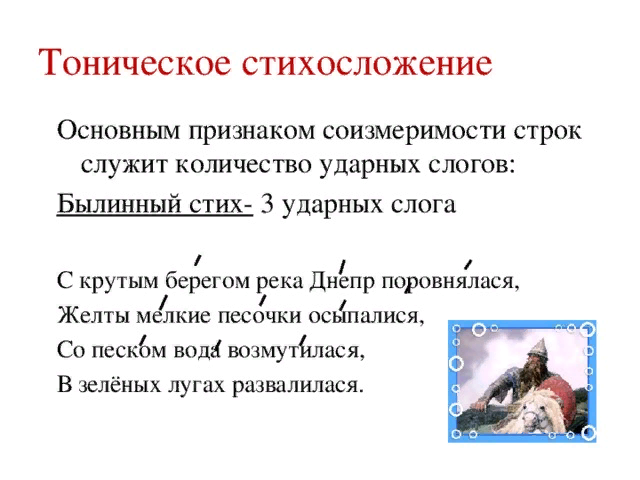 Тоническое стихосложение
Основным признаком соизмеримости строк
служит количество ударных слогов:
Былинный стих- 3 ударных слога
С крутым берегом река Днепр поровнялася,
Желты мелкие песочки осыпалися,
Со песком вода возмутилася,
В зелёных лугах развалилася.